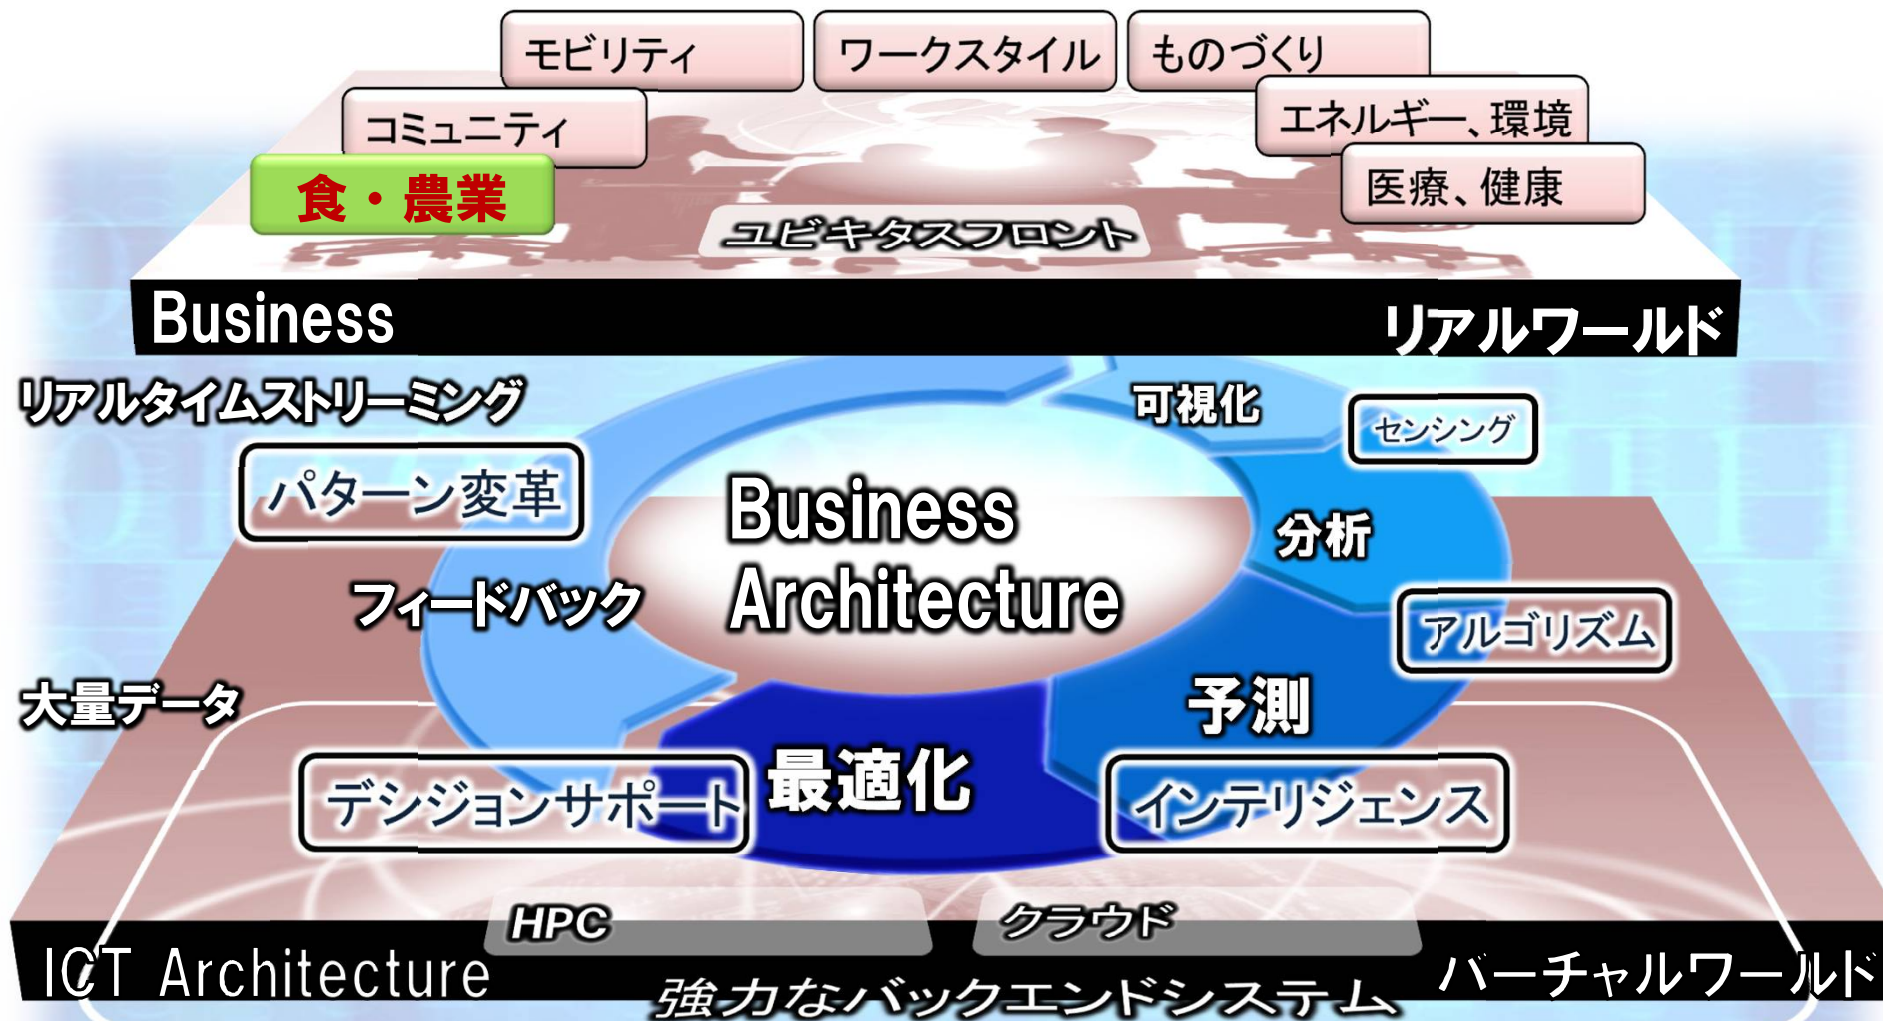 モビリティ
ワークスタイル
ものづくり
コミュニティ
エネルギー、環境
食・農業
医療、健康
ユビキタスフロント
Business
リアルワールド
リアルタイムストリーミング
可視化
センシング
パターン変革
Business
Architecture
分析
フィードバック
アルゴリズム
大量データ
予測
デシジョンサポート
最適化
インテリジェンス
HPC
クラウド
ICT Architecture
バーチャルワールド
強力なバックエンドシステム